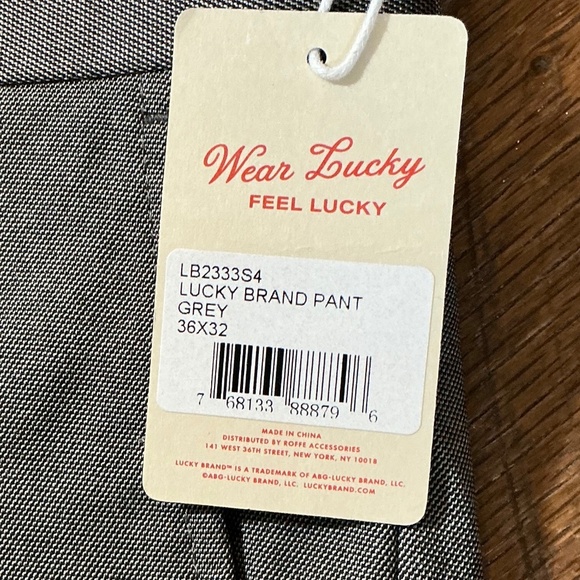 Wear Lucky
FEEL LUCKY
LB2333S4
LUCKY BRAND PANT
GREY
36X32
7 68133 88879 6
MADE IN CHINA
DISTRIBUTED BY ROFFE ACCESSORIES
141 WEST 36TH STREET, NEW YORK, NY 10018
LUCKY BRAND™ IS A TRADEMARK OF ABG-LUCKY BRAND, LLC.
©ABG-LUCKY BRAND, LLC. LUCKYBRAND.COM